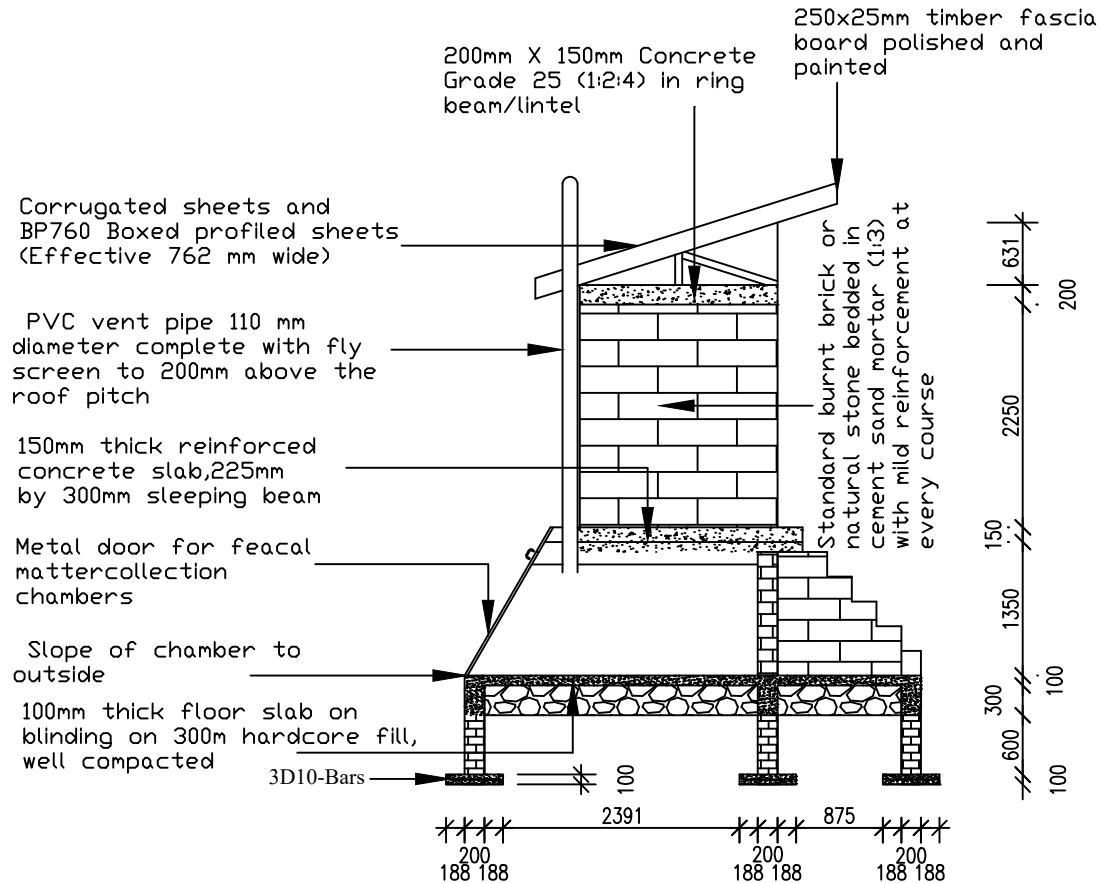 250x25mm timber fascia
board polished and
painted
200mm X 150mm Concrete
Grade 25 (1:2:4) in ring
beam/lintel
Corrugated sheets and
BP760 Boxed profiled sheets
(Effective 762 mm wide)
PVC vent pipe 110 mm
diameter complete with fly
screen to 200mm above the
roof pitch
150mm thick reinforced
concrete slab,225mm
by 300mm sleeping beam
Metal door for feacal
mattercollection
chambers
Slope of chamber to
outside
100mm thick floor slab on
blinding on 300m hardcore fill,
well compacted
3D10-Bars
Standard burnt brick or
natural stone bedded in
cement sand mortar (1:3)
with mild reinforcement at
every course
631
200
2250
150
1350
100
300
600
100
100
2391
875
200
188 188
200
188 188
200
188 188